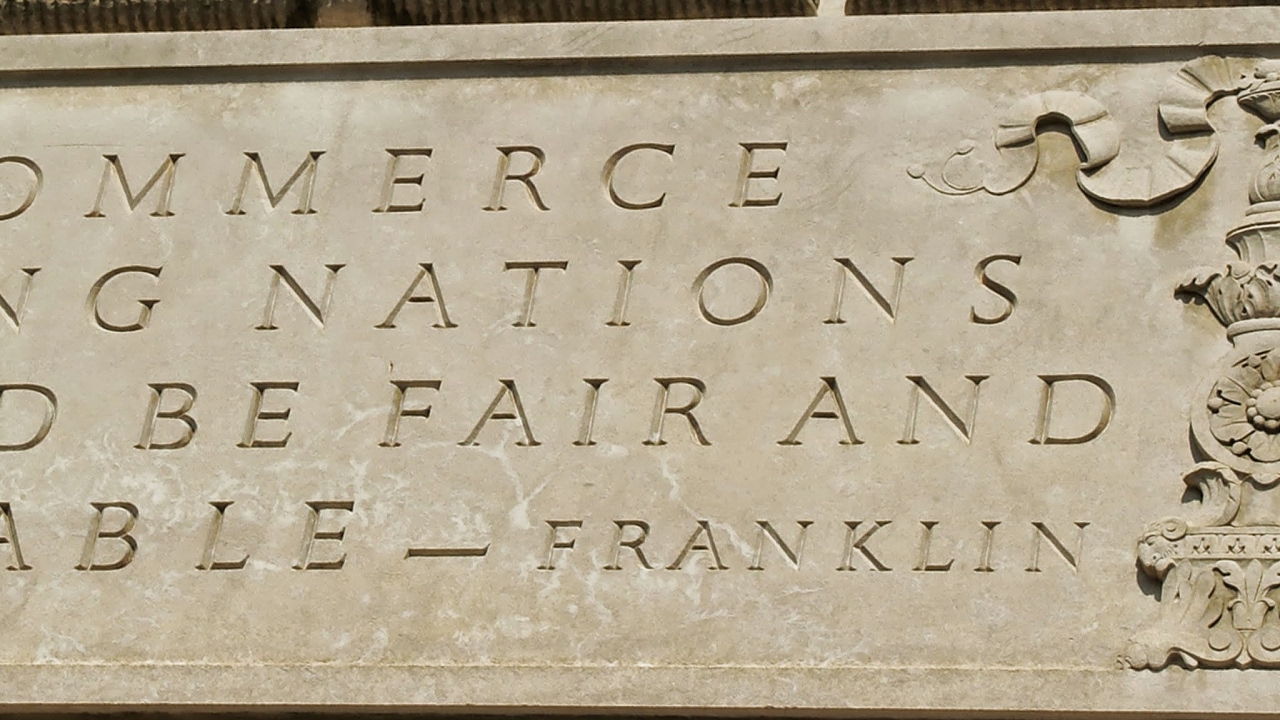 OMMERCE
NG NATIONS
D BE FAIR AND
ABLE — FRANKLIN